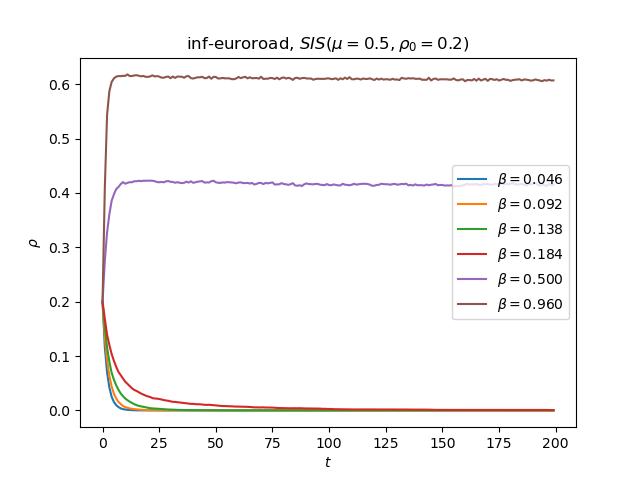 inf-euroroad, SIS(μ = 0.5, ρ₀ = 0.2)
0.6
0.5
0.4
0.3
0.2
0.1
0.0
ρ
β = 0.046
β = 0.092
β = 0.138
β = 0.184
β = 0.500
β = 0.960
0 25 50 75 100 125 150 175 200
t